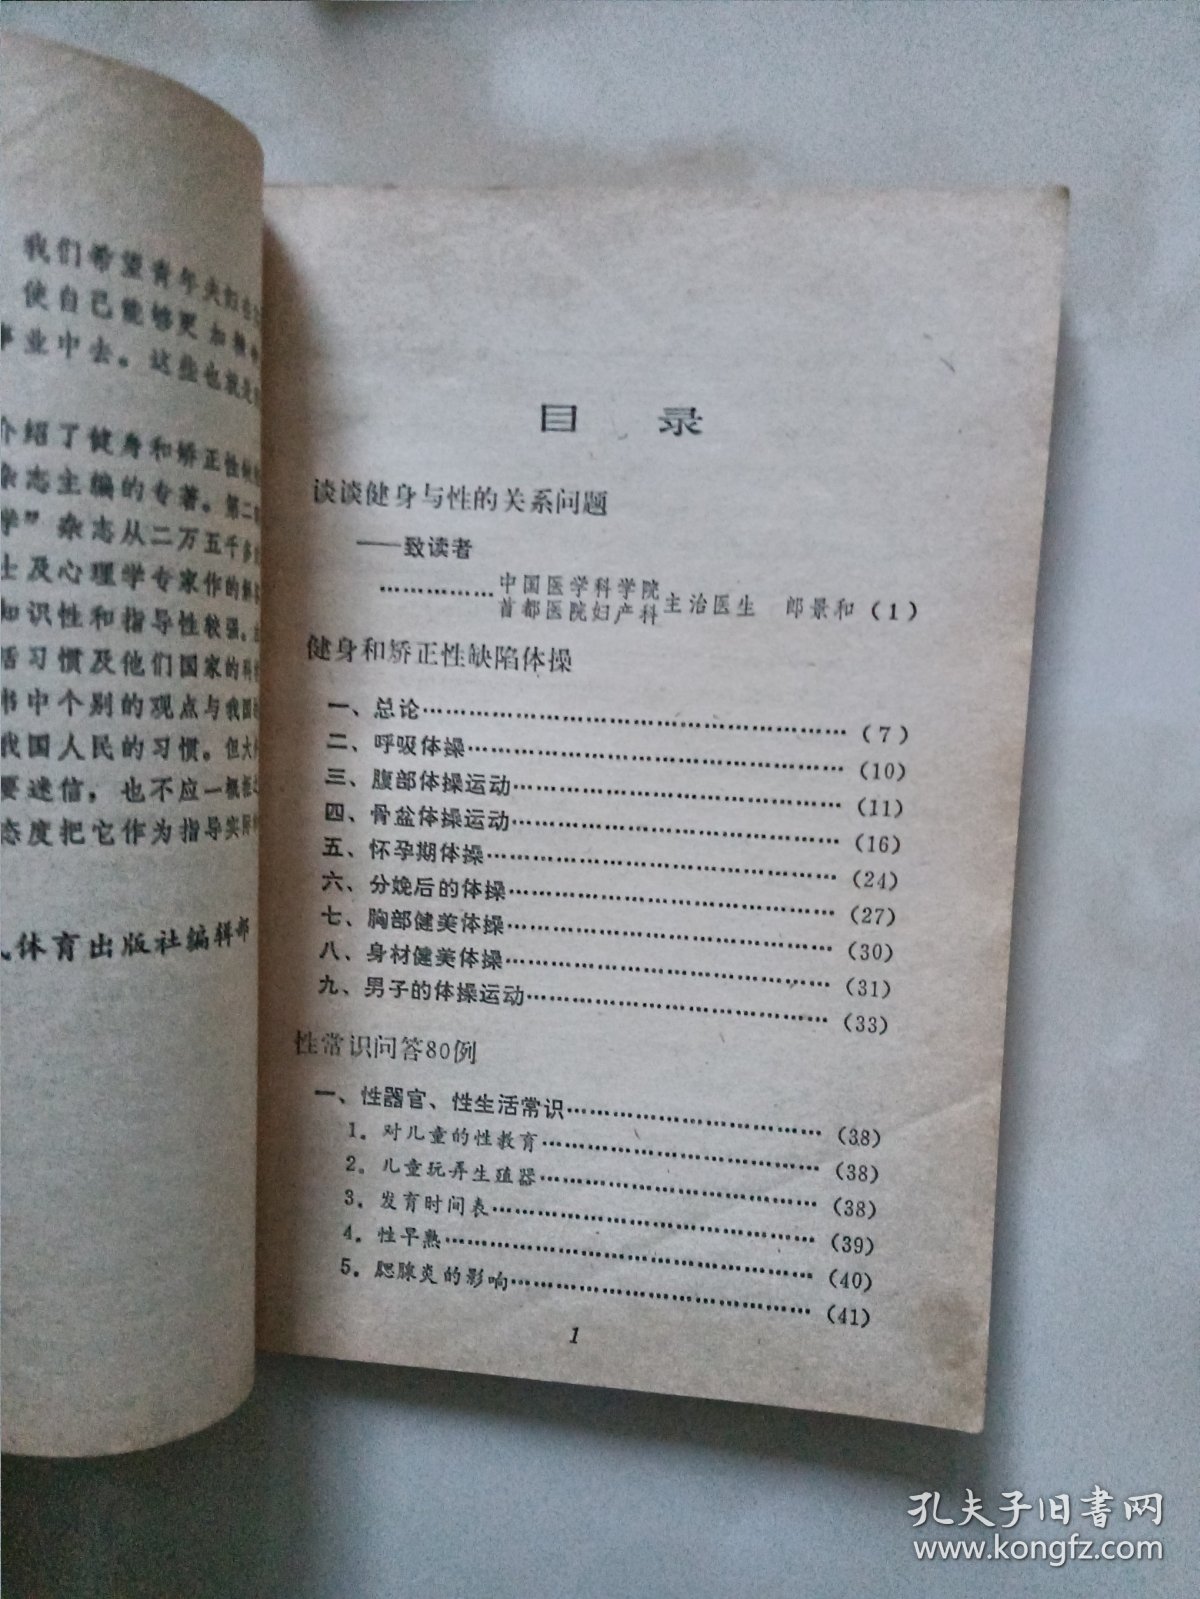 我们希望青年夫妇
使自己能够更加
事业中去。这些也就是
介绍了健身和矫正性
杂志主编的专著。第二
学”杂志从二万五千多
士及心理学专家作的
知识性和指导性较强。
活习惯及他们国家的科
书中个别的观点与我国
我国人民的习惯。但大
要迷信，也不应一概
态度把它作为指导实际
体育出版社编辑部
目 录
谈谈健身与性的关系问题
——致读者
……………中国医学科学院
首都医院妇产科 主治医生 郎景和（1）
健身和矫正性缺陷体操
一、总论……………………………………………（7）
二、呼吸体操………………………………………（10）
三、腹部体操运动…………………………………（11）
四、骨盆体操运动…………………………………（16）
五、怀孕期体操……………………………………（24）
六、分娩后的体操…………………………………（27）
七、胸部健美体操…………………………………（30）
八、身材健美体操…………………………………（31）
九、男子的体操运动………………………………（33）
性常识问答80例
一、性器官、性生活常识…………………………（38）
1．对儿童的性教育…………………………（38）
2．儿童玩弄生殖器…………………………（38）
3．发育时间表………………………………（39）
4．性早熟……………………………………（40）
5．腮腺炎的影响……………………………（41）
1
孔夫子旧书网
www.kongfz.com